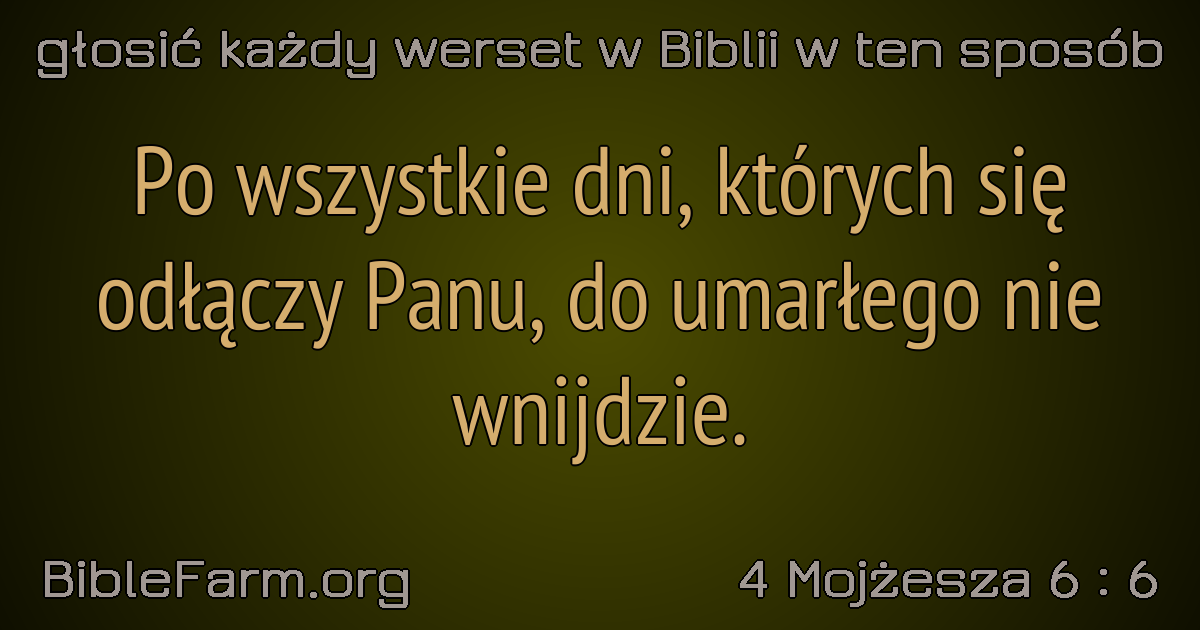 głosić każdy werset w Biblii w ten sposób
Po wszystkie dni, których się
odłączy Panu, do umarłego nie
wnijdzie.
BibleFarm.org
4 Mojżesza 6 : 6